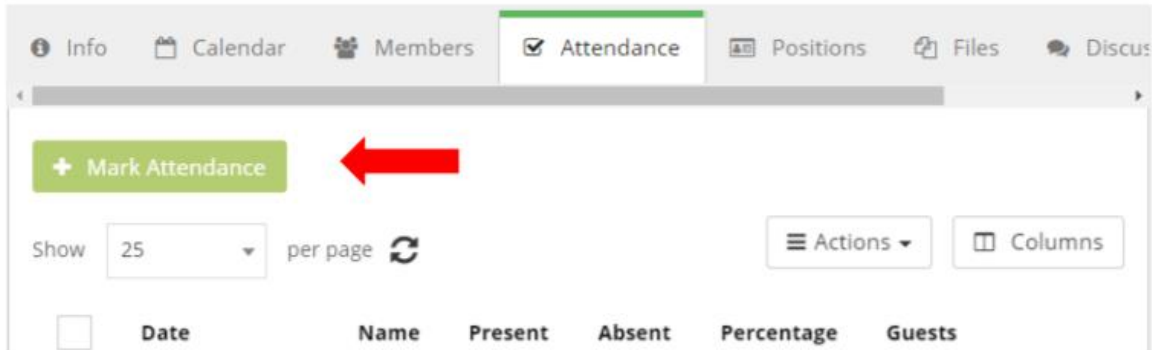 Info Calendar Members Attendance Positions Files Discus
+ Mark Attendance
Show 25 per page Actions Columns
Date Name Present Absent Percentage Guests